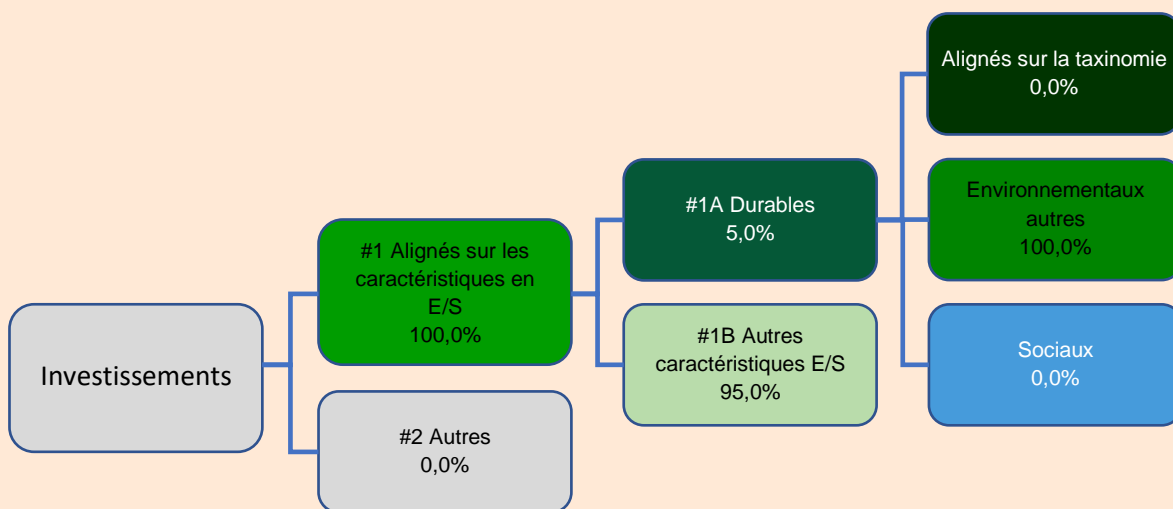 Investissements
#1 Alignés sur les
caractéristiques en
E/S
100,0%
#2 Autres
0,0%
#1A Durables
5,0%
#1B Autres
caractéristiques E/S
95,0%
Alignés sur la taxinomie
0,0%
Environnementaux
autres
100,0%
Sociaux
0,0%